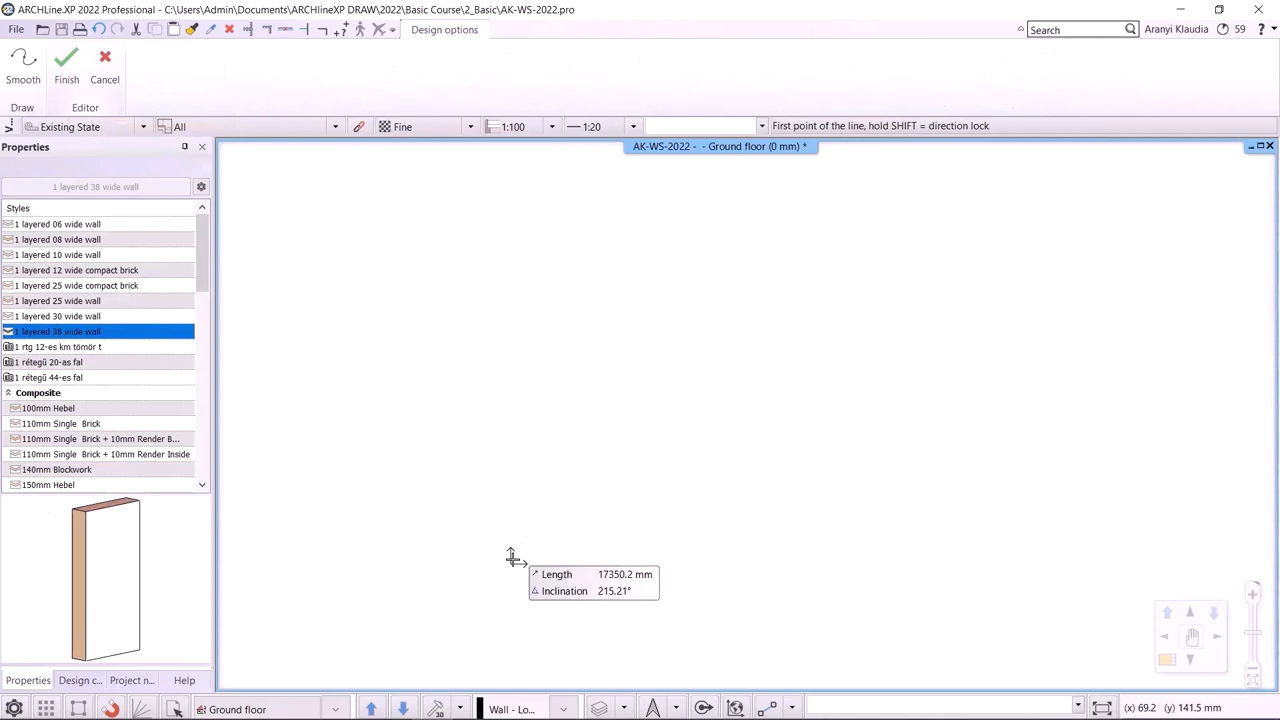 ARCHLine.XP 2022 Professional - C:\Users\Admin\Documents\ARCHlineXP DRAW\2022\Basic Course\2_Basic\AK-WS-2022.pro
File
Design options
Search
Aranyi Klaudia
59
Smooth
Finish
Cancel
Draw
Editor
Existing State
All
Fine
1:100
1:20
First point of the line, hold SHIFT = direction lock
Properties
AK-WS-2022 - - Ground floor (0 mm) *
1 layered 38 wide wall
Styles
1 layered 06 wide wall
1 layered 08 wide wall
1 layered 10 wide wall
1 layered 12 wide compact brick
1 layered 25 wide compact brick
1 layered 25 wide wall
1 layered 30 wide wall
1 layered 38 wide wall
1 rtg 12-es km tömör t
1 rétegű 20-as fal
1 rétegű 44-es fal
Composite
100mm Hebel
110mm Single Brick
110mm Single Brick + 10mm Render B...
110mm Single Brick + 10mm Render Inside
140mm Blockwork
150mm Hebel
Length 17350.2 mm
Inclination 215.21°
Properties
Design c...
Project n...
Help
Ground floor
30
Wall - Lo...
(x) 69.2 (y) 141.5 mm